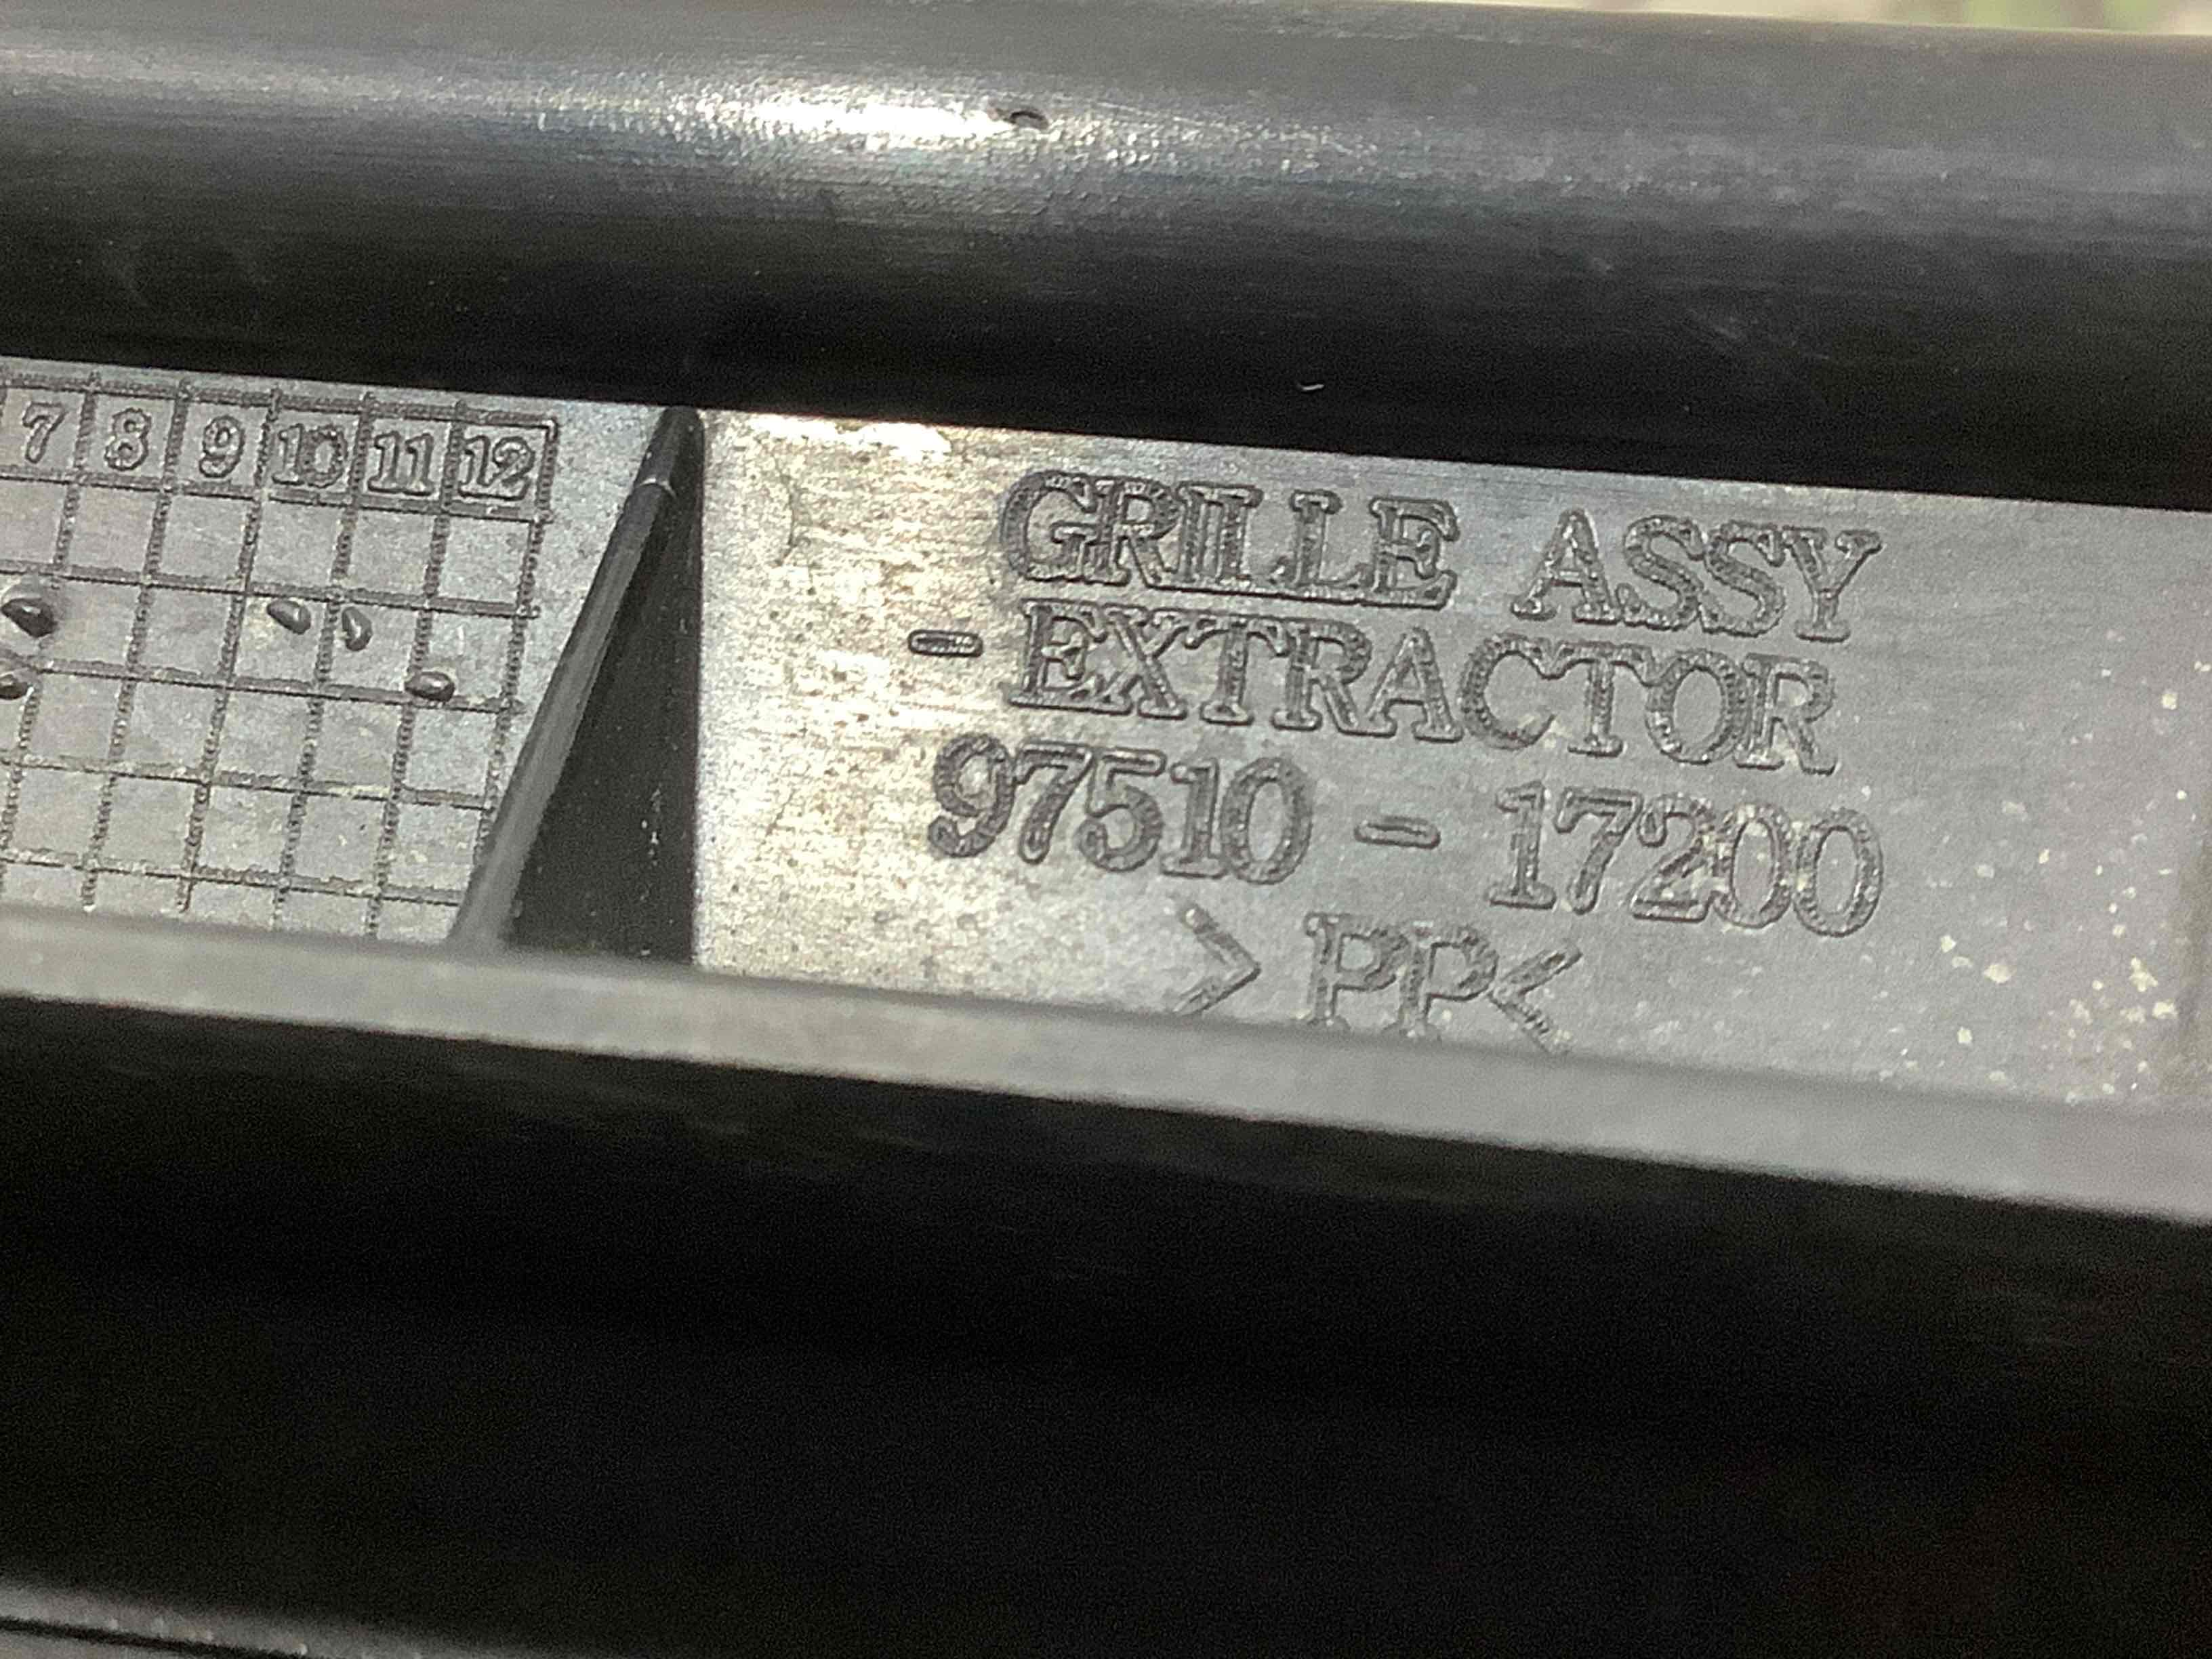 7 8 9 10 11 12
GRILLE ASSY
- EXTRACTOR
97510 - 17200
> PP<